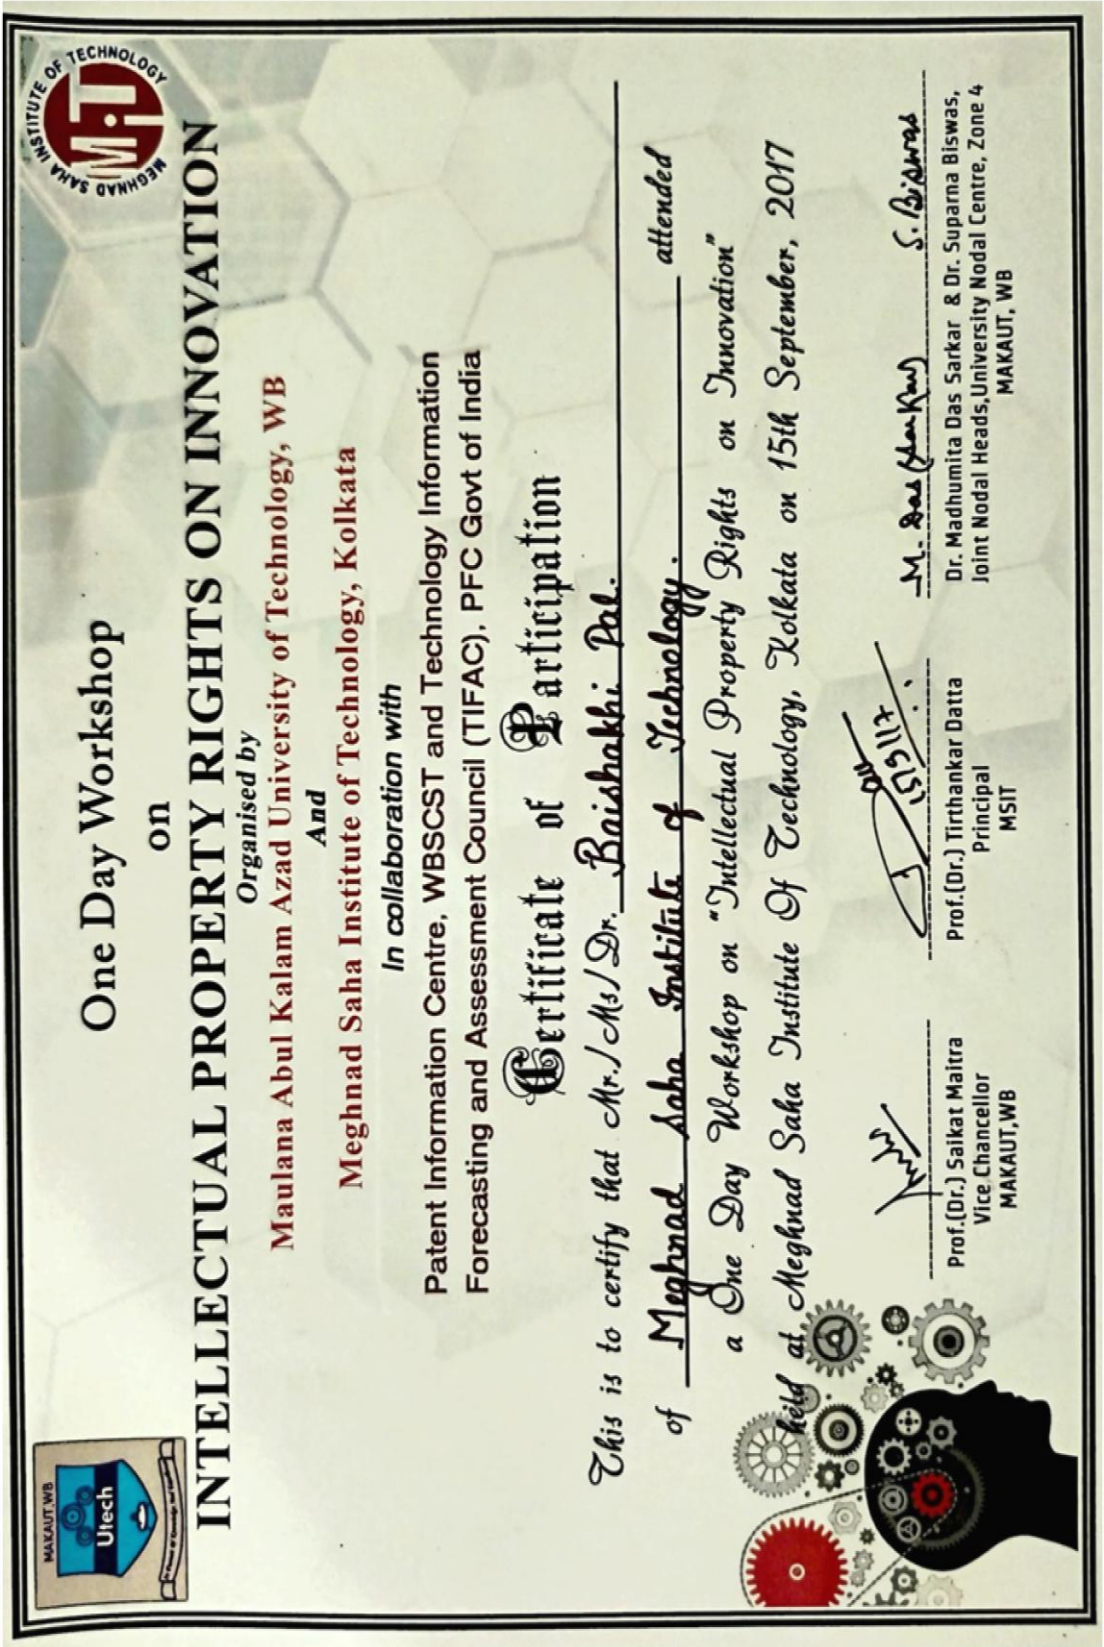 MAKAUT,WB
Utech
MEGHNAD SAHA INSTITUTE OF TECHNOLOGY
MSIT
One Day Workshop
on
INTELLECTUAL PROPERTY RIGHTS ON INNOVATION
Organised by
Maulana Abul Kalam Azad University of Technology, WB
And
Meghnad Saha Institute of Technology, Kolkata
In collaboration with
Patent Information Centre, WBSCST and Technology Information
Forecasting and Assessment Council (TIFAC), PFC Govt of India
Certificate of Participation
This is to certify that Mr./Ms/Dr. Baishakhi Pal.
of Meghnad Saha Institute of Technology. attended
a One Day Workshop on "Intellectual Property Rights on Innovation"
held at Meghnad Saha Institute Of Technology, Kolkata on 15th September, 2017
15/9/17
M. Das Sarkar S. Biswas
Prof.(Dr.) Saikat Maitra
Vice Chancellor
MAKAUT,WB
Prof.(Dr.) Tirthankar Datta
Principal
MSIT
Dr. Madhumita Das Sarkar & Dr. Suparna Biswas,
Joint Nodal Heads,University Nodal Centre, Zone 4
MAKAUT, WB